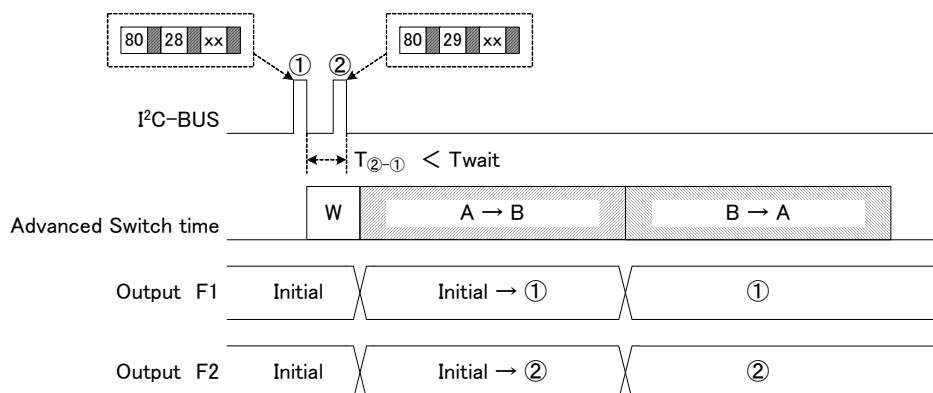 80 28 xx
① ②
80 29 xx
I²C-BUS
T②-① < Twait
Advanced Switch time
W A → B B → A
Output F1 Initial Initial → ① ①
Output F2 Initial Initial → ② ②